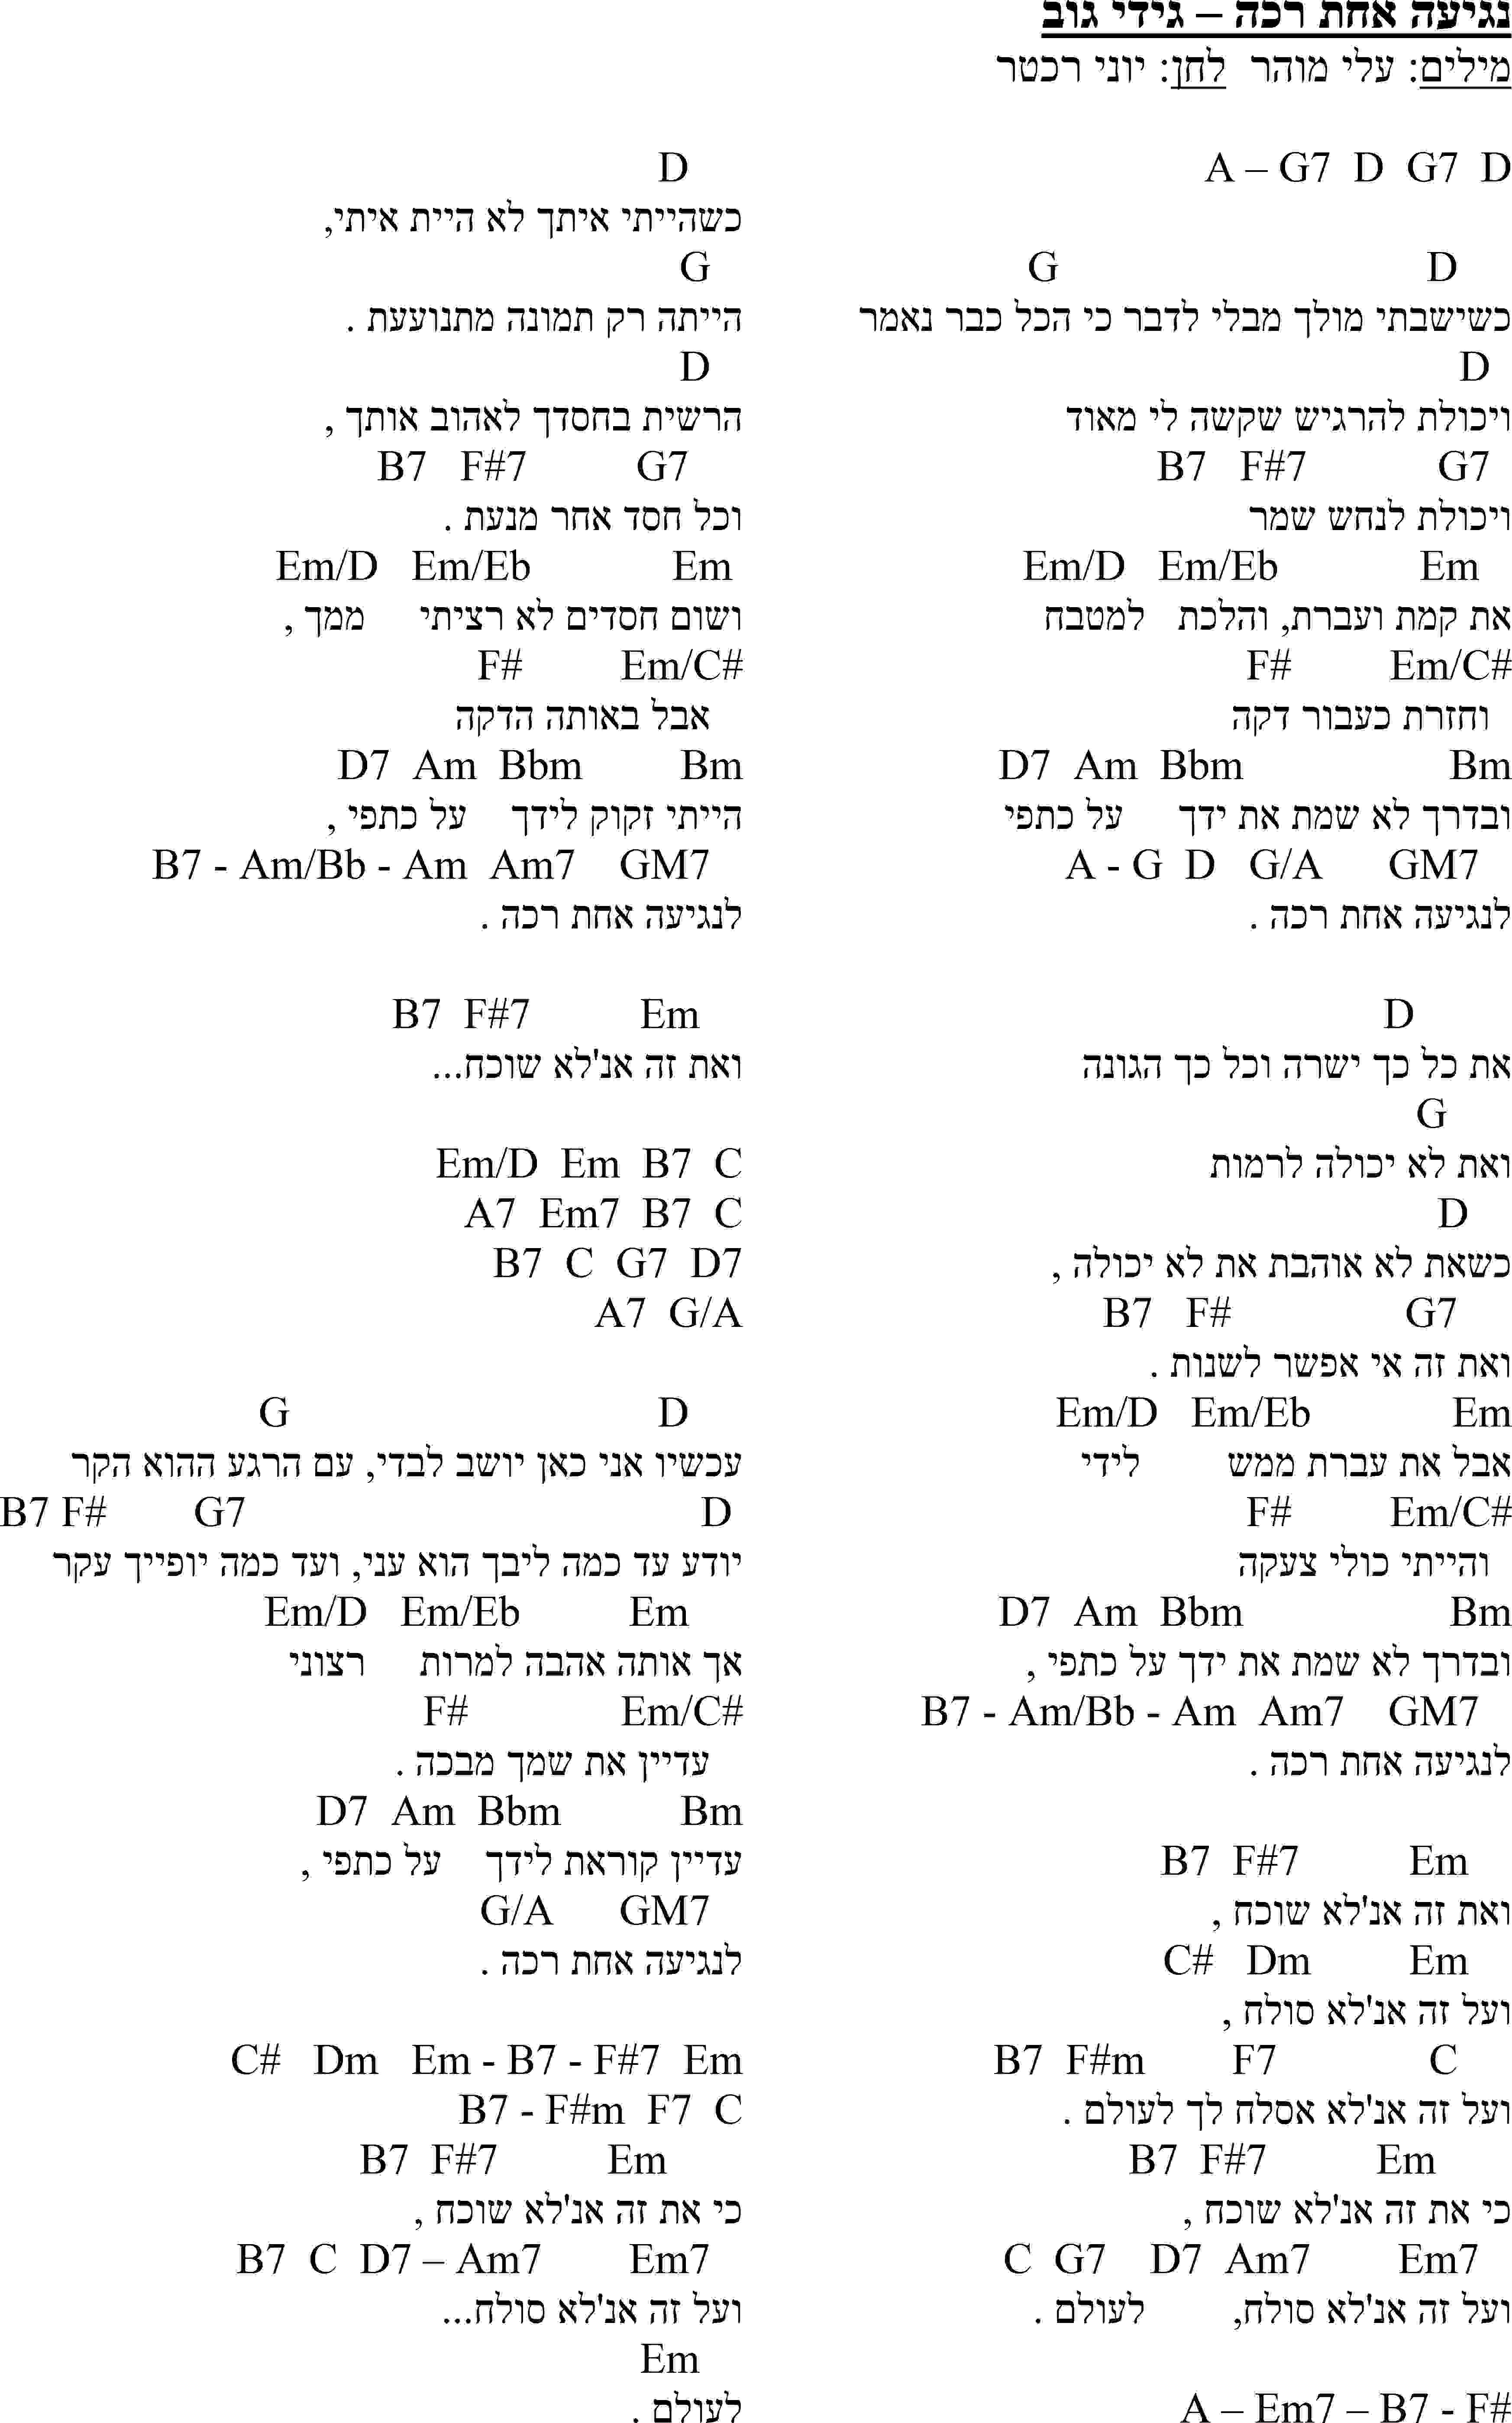 נגיעה אחת רכה – גידי גוב
מילים: עלי מוהר  לחן: יוני רכטר
A – G7  D  G7  D
G  D
כשישבתי מולך מבלי לדבר כי הכל כבר נאמר
D
ויכולת להרגיש שקשה לי מאוד
B7  F#7  G7
ויכולת לנחש שמר
Em/D  Em/Eb  Em
את קמת ועברת, והלכת למטבח
F#  Em/C#
וחזרת כעבור דקה
D7  Am  Bbm  Bm
ובדרך לא שמת את ידך על כתפי
A - G  D  G/A  GM7
לנגיעה אחת רכה .
D
את כל כך ישרה וכל כך הגונה
G
ואת לא יכולה לרמות
D
כשאת לא אוהבת את לא יכולה ,
B7  F#  G7
ואת זה אי אפשר לשנות .
Em/D  Em/Eb  Em
אבל את עברת ממש לידי
F#  Em/C#
והייתי כולי צעקה
D7  Am  Bbm  Bm
ובדרך לא שמת את ידך על כתפי ,
B7 - Am/Bb - Am  Am7  GM7
לנגיעה אחת רכה .
B7  F#7  Em
ואת זה אנ'לא שוכח ,
C#  Dm  Em
ועל זה אנ'לא סולח ,
B7  F#m  F7  C
ועל זה אנ'לא אסלח לך לעולם .
B7  F#7  Em
כי את זה אנ'לא שוכח ,
C  G7  D7  Am7  Em7
ועל זה אנ'לא סולח, לעולם .
A – Em7 – B7 - F#
D
כשהייתי איתך לא היית איתי,
G
הייתה רק תמונה מתנועעת .
D
הרשית בחסדך לאהוב אותך ,
B7  F#7  G7
וכל חסד אחר מנעת .
Em/D  Em/Eb  Em
ושום חסדים לא רציתי ממך ,
F#  Em/C#
אבל באותה הדקה
D7  Am  Bbm  Bm
הייתי זקוק לידך על כתפי ,
B7 - Am/Bb - Am  Am7  GM7
לנגיעה אחת רכה .
B7  F#7  Em
ואת זה אנ'לא שוכח...
Em/D  Em  B7  C
A7  Em7  B7  C
B7  C  G7  D7
A7  G/A
G  D
עכשיו אני כאן יושב לבדי, עם הרגע ההוא הקר
B7 F#  G7  D
יודע עד כמה ליבך הוא עני, ועד כמה יופייך עקר
Em/D  Em/Eb  Em
אך אותה אהבה למרות רצוני
F#  Em/C#
עדיין את שמך מבכה .
D7  Am  Bbm  Bm
עדיין קוראת לידך על כתפי ,
G/A  GM7
לנגיעה אחת רכה .
C#  Dm  Em - B7 - F#7  Em
B7 - F#m  F7  C
B7  F#7  Em
כי את זה אנ'לא שוכח ,
B7  C  D7 – Am7  Em7
ועל זה אנ'לא סולח...
Em
לעולם .